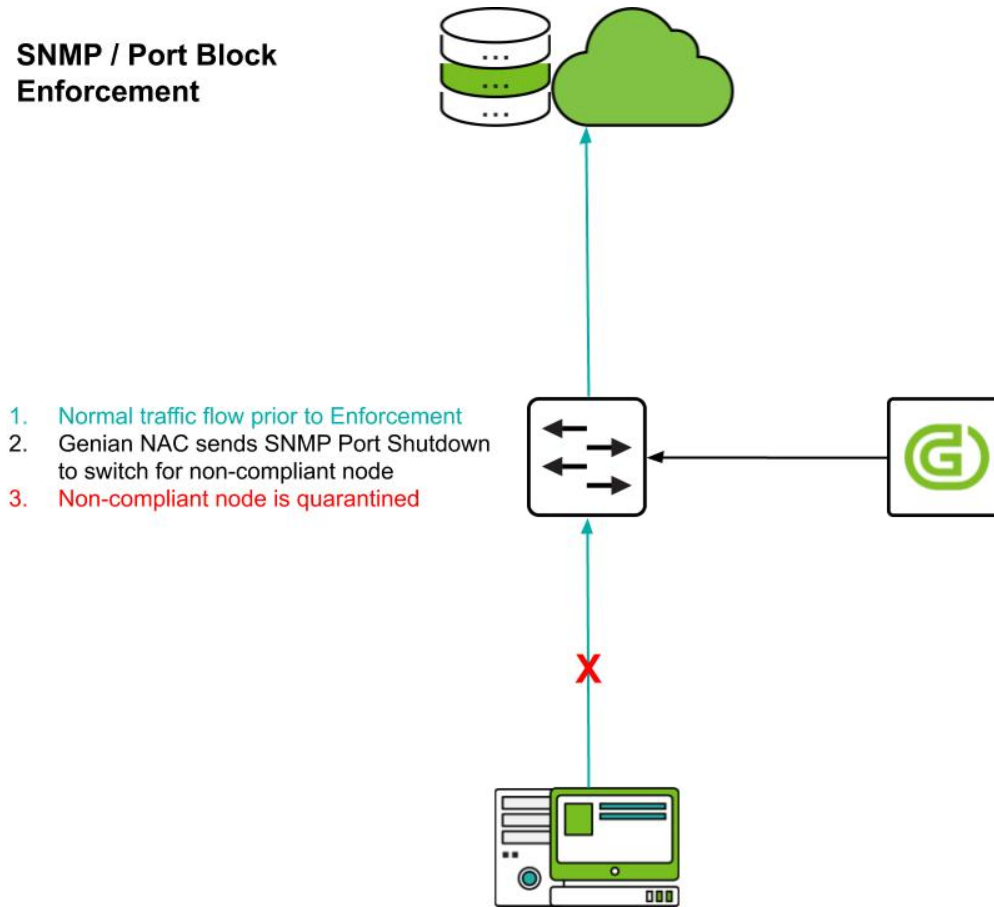 SNMP / Port Block
Enforcement
1. Normal traffic flow prior to Enforcement
2. Genian NAC sends SNMP Port Shutdown
to switch for non-compliant node
3. Non-compliant node is quarantined
X
G